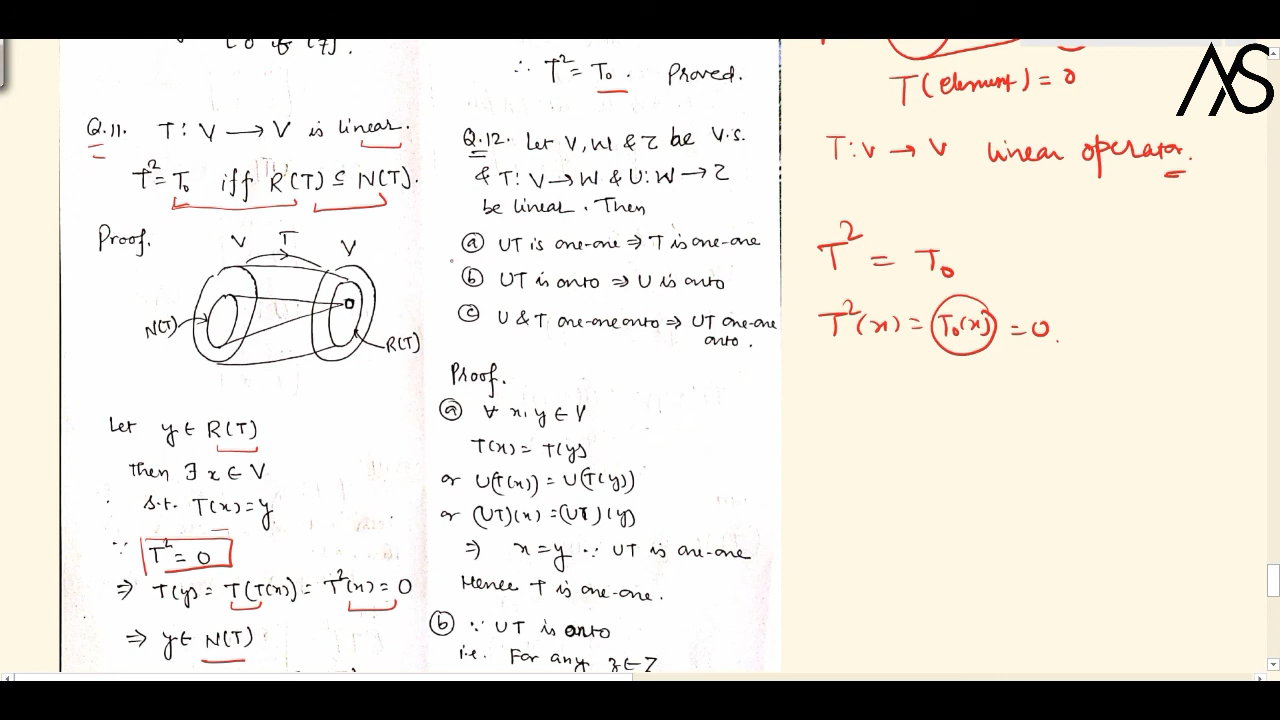 Q.11. T: V → V is linear.
T² = T₀ iff R(T) ⊆ N(T).
Proof.
V T V
N(T)
R(T)
Let y ∈ R(T)
then ∃ x ∈ V
s.t. T(x) = y
∵ T² = 0
⇒ T(y) = T(T(x)) = T²(x) = 0
⇒ y ∈ N(T)
∴ T² = T₀. Proved.
Q.12. Let V, W & Z be V.S.
& T: V → W & U: W → Z
be linear. Then
(a) UT is one-one ⇒ T is one-one
(b) UT is onto ⇒ U is onto
(c) U & T one-one onto ⇒ UT one-one
onto.
Proof.
(a) ∀ x, y ∈ V
T(x) = T(y)
or U(T(x)) = U(T(y))
or (UT)(x) = (UT)(y)
⇒ x = y ∵ UT is one-one
Hence T is one-one.
(b) ∵ UT is onto
i.e. For any z ∈ Z
T(element) = 0
T: V → V linear operator.
T² = T₀
T²(x) = T₀(x) = 0.